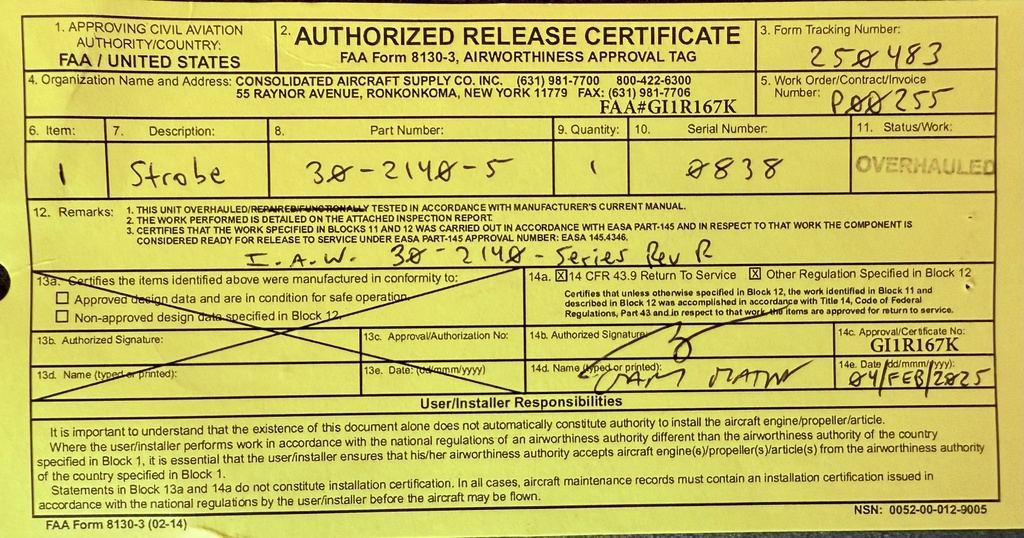 1. APPROVING CIVIL AVIATION
AUTHORITY/COUNTRY:
FAA / UNITED STATES
2. AUTHORIZED RELEASE CERTIFICATE
FAA Form 8130-3, AIRWORTHINESS APPROVAL TAG
3. Form Tracking Number:
250483
4. Organization Name and Address: CONSOLIDATED AIRCRAFT SUPPLY CO. INC. (631) 981-7700 800-422-6300
55 RAYNOR AVENUE, RONKONKOMA, NEW YORK 11779 FAX: (631) 981-7706
FAA#GI1R167K
5. Work Order/Contract/Invoice
Number: P00255
6. Item: 7. Description: 8. Part Number: 9. Quantity: 10. Serial Number: 11. Status/Work:
1 Strobe 30-2140-5 1 0838 OVERHAULED
12. Remarks: 1. THIS UNIT OVERHAULED/REPAIRED/FUNCTIONALLY TESTED IN ACCORDANCE WITH MANUFACTURER'S CURRENT MANUAL.
2. THE WORK PERFORMED IS DETAILED ON THE ATTACHED INSPECTION REPORT.
3. CERTIFIES THAT THE WORK SPECIFIED IN BLOCKS 11 AND 12 WAS CARRIED OUT IN ACCORDANCE WITH EASA PART-145 AND IN RESPECT TO THAT WORK THE COMPONENT IS
CONSIDERED READY FOR RELEASE TO SERVICE UNDER EASA PART-145 APPROVAL NUMBER: EASA 145.4346.
I.A.W. 30-2140-Series Rev R
13a. Certifies the items identified above were manufactured in conformity to:
☐ Approved design data and are in condition for safe operation.
☐ Non-approved design data specified in Block 12.
14a. ☒ 14 CFR 43.9 Return To Service ☒ Other Regulation Specified in Block 12
Certifies that unless otherwise specified in Block 12, the work identified in Block 11 and
described in Block 12 was accomplished in accordance with Title 14, Code of Federal
Regulations, Part 43 and in respect to that work, the items are approved for return to service.
13b. Authorized Signature:
13c. Approval/Authorization No:
14b. Authorized Signature:
14c. Approval/Certificate No:
GI1R167K
13d. Name (typed or printed):
13e. Date: (dd/mmm/yyyy)
14d. Name (typed or printed):
14e. Date (dd/mmm/yyyy):
04/FEB/2025
User/Installer Responsibilities
It is important to understand that the existence of this document alone does not automatically constitute authority to install the aircraft engine/propeller/article.
Where the user/installer performs work in accordance with the national regulations of an airworthiness authority different than the airworthiness authority of the country
specified in Block 1, it is essential that the user/installer ensures that his/her airworthiness authority accepts aircraft engine(s)/propeller(s)/article(s) from the airworthiness authority
of the country specified in Block 1.
Statements in Block 13a and 14a do not constitute installation certification. In all cases, aircraft maintenance records must contain an installation certification issued in
accordance with the national regulations by the user/installer before the aircraft may be flown.
FAA Form 8130-3 (02-14)
NSN: 0052-00-012-9005